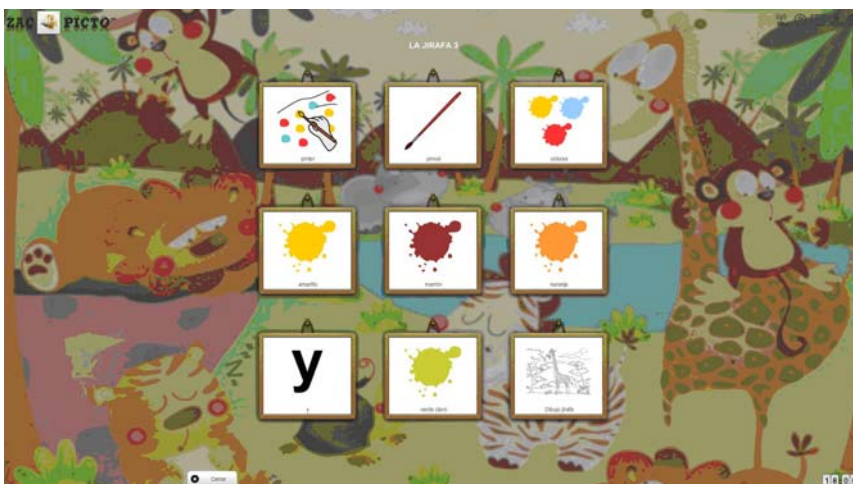 ZAC PICTO
LA JIRAFA 3
pintar
pincel
colores
amarillo
marrón
naranja
y
y
verde claro
Dibujo jirafa
Cerrar